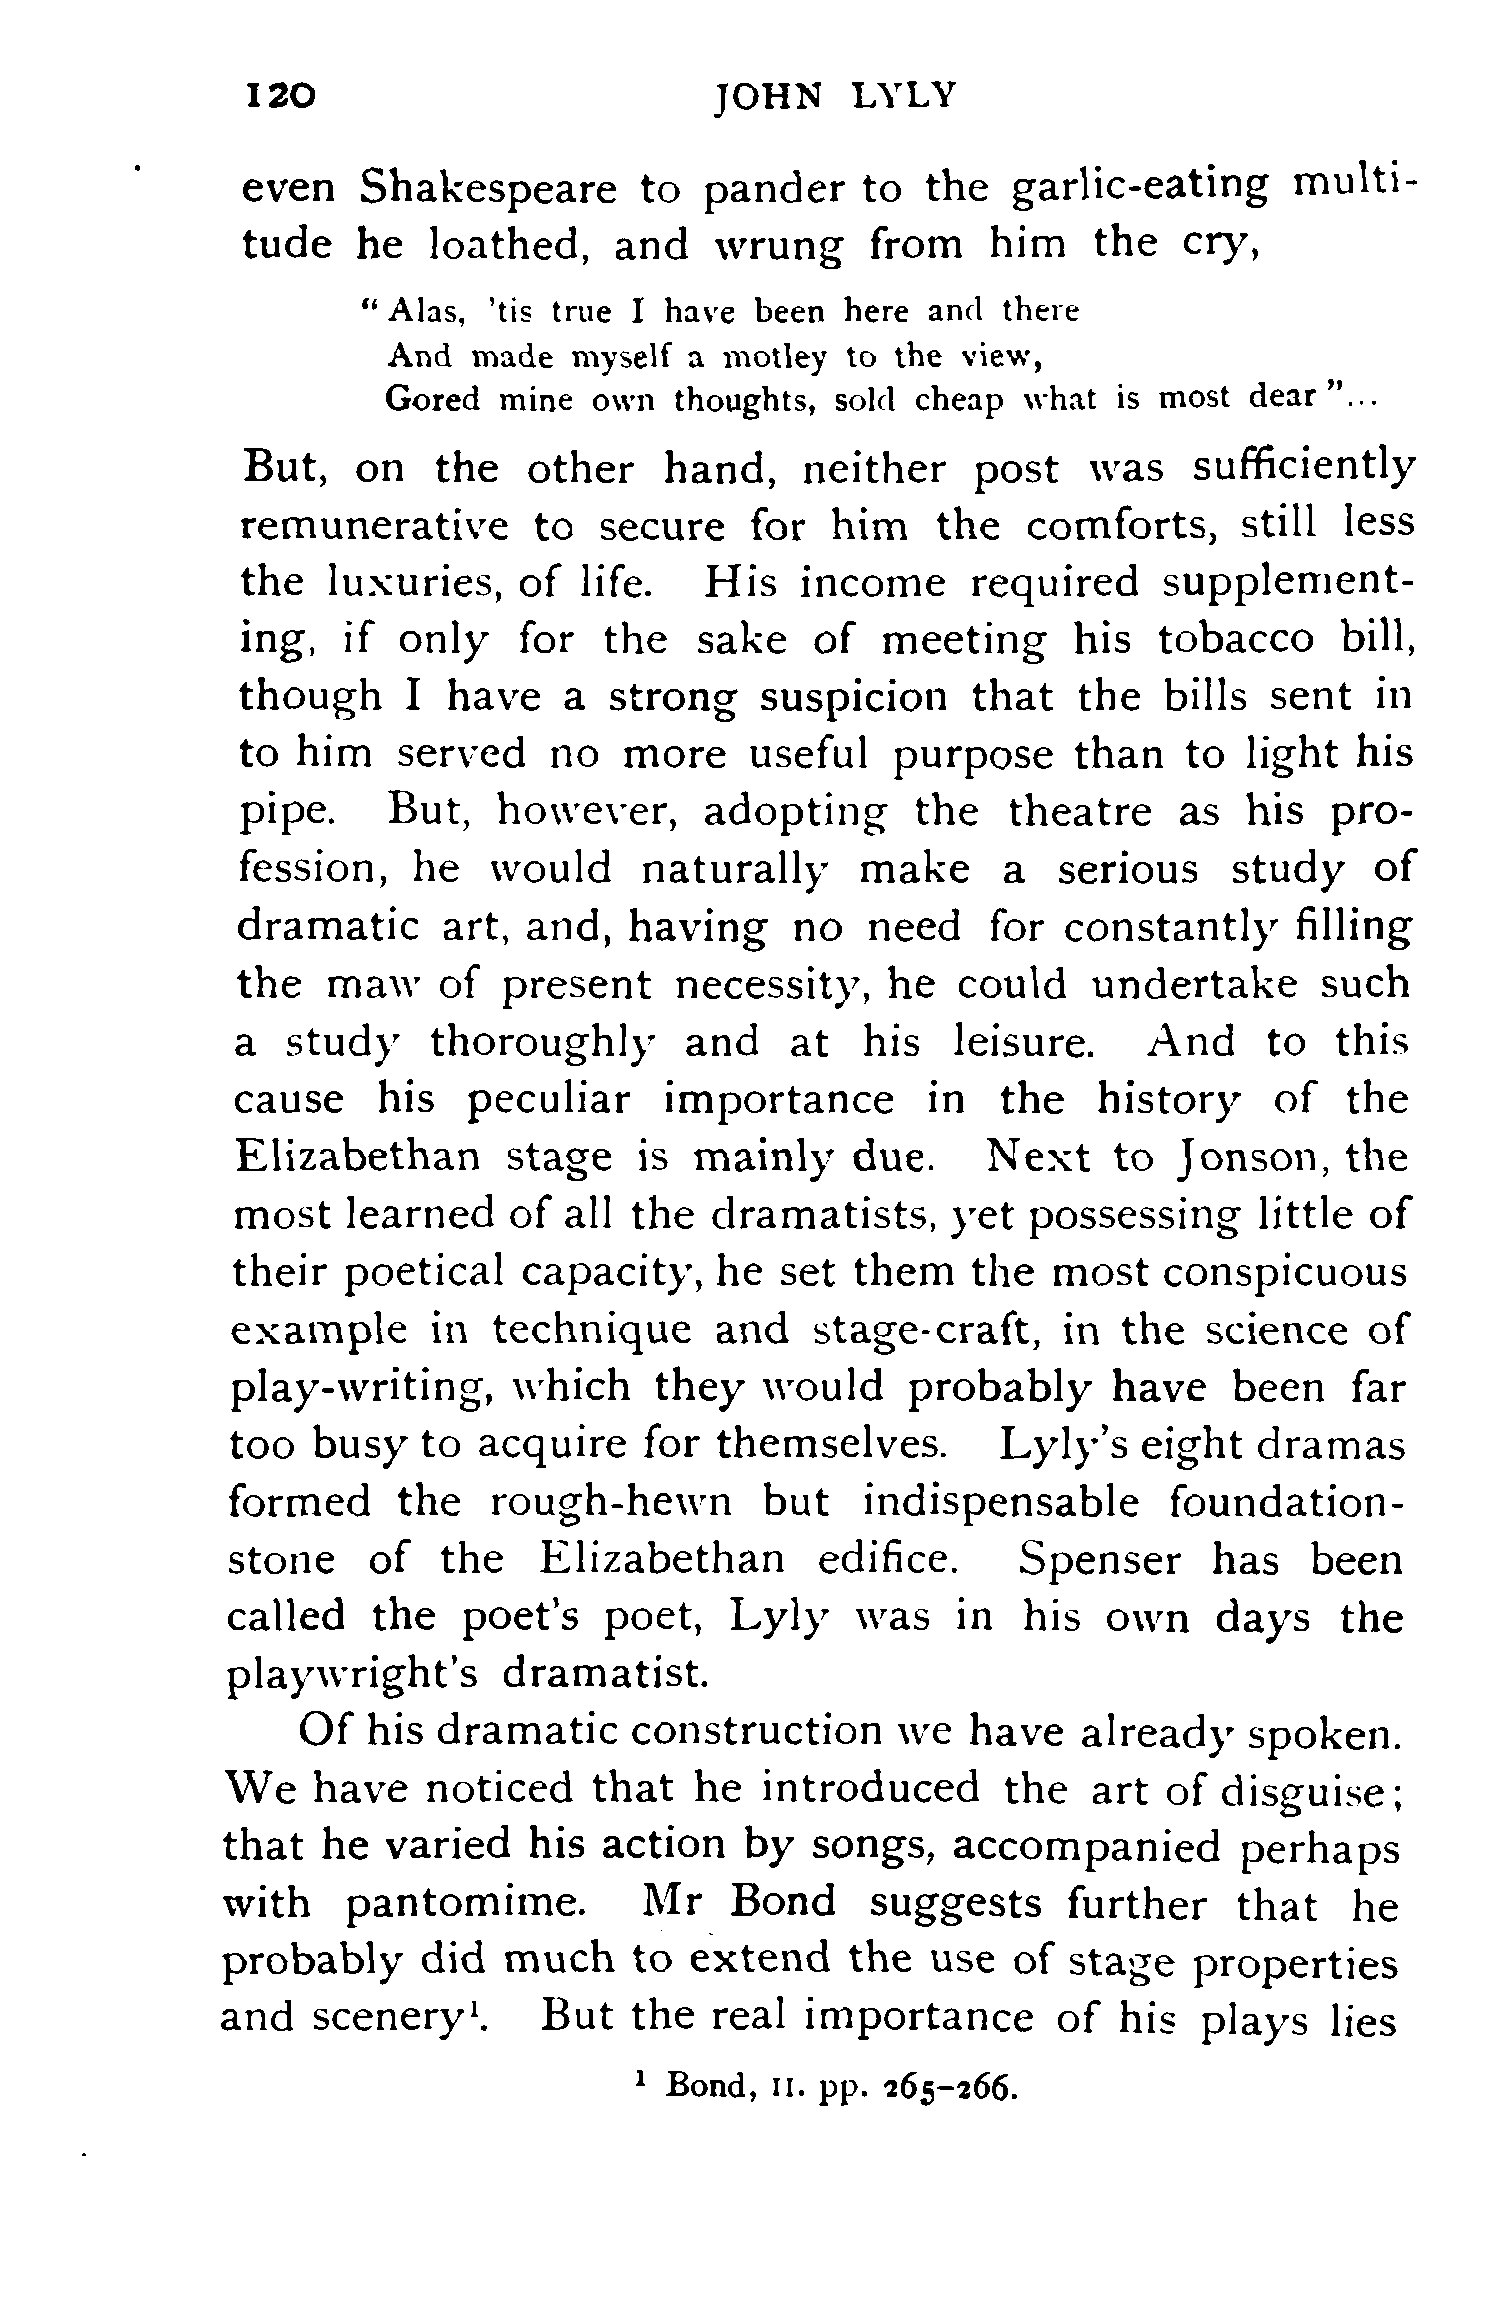 120 JOHN LYLY
even Shakespeare to pander to the garlic-eating multi-
tude he loathed, and wrung from him the cry,
"Alas, 'tis true I have been here and there
And made myself a motley to the view,
Gored mine own thoughts, sold cheap what is most dear"...
But, on the other hand, neither post was sufficiently
remunerative to secure for him the comforts, still less
the luxuries, of life. His income required supplement-
ing, if only for the sake of meeting his tobacco bill,
though I have a strong suspicion that the bills sent in
to him served no more useful purpose than to light his
pipe. But, however, adopting the theatre as his pro-
fession, he would naturally make a serious study of
dramatic art, and, having no need for constantly filling
the maw of present necessity, he could undertake such
a study thoroughly and at his leisure. And to this
cause his peculiar importance in the history of the
Elizabethan stage is mainly due. Next to Jonson, the
most learned of all the dramatists, yet possessing little of
their poetical capacity, he set them the most conspicuous
example in technique and stage-craft, in the science of
play-writing, which they would probably have been far
too busy to acquire for themselves. Lyly's eight dramas
formed the rough-hewn but indispensable foundation-
stone of the Elizabethan edifice. Spenser has been
called the poet's poet, Lyly was in his own days the
playwright's dramatist.
Of his dramatic construction we have already spoken.
We have noticed that he introduced the art of disguise;
that he varied his action by songs, accompanied perhaps
with pantomime. Mr Bond suggests further that he
probably did much to extend the use of stage properties
and scenery¹. But the real importance of his plays lies
¹ Bond, II. pp. 265–266.